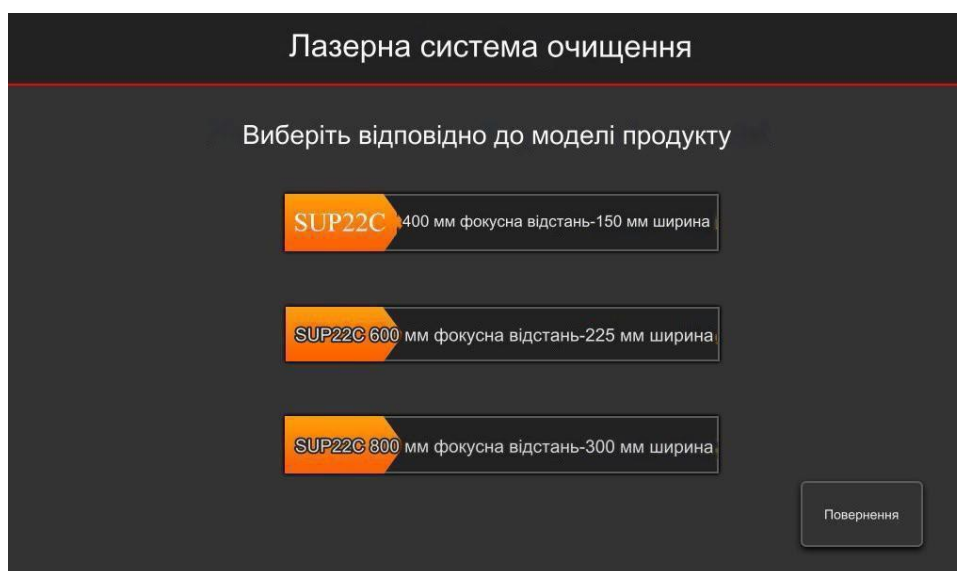 Лазерна система очищення
Виберіть відповідно до моделі продукту
SUP22C 400 мм фокусна відстань-150 мм ширина
SUP22C 600 мм фокусна відстань-225 мм ширина
SUP22C 800 мм фокусна відстань-300 мм ширина
Повернення